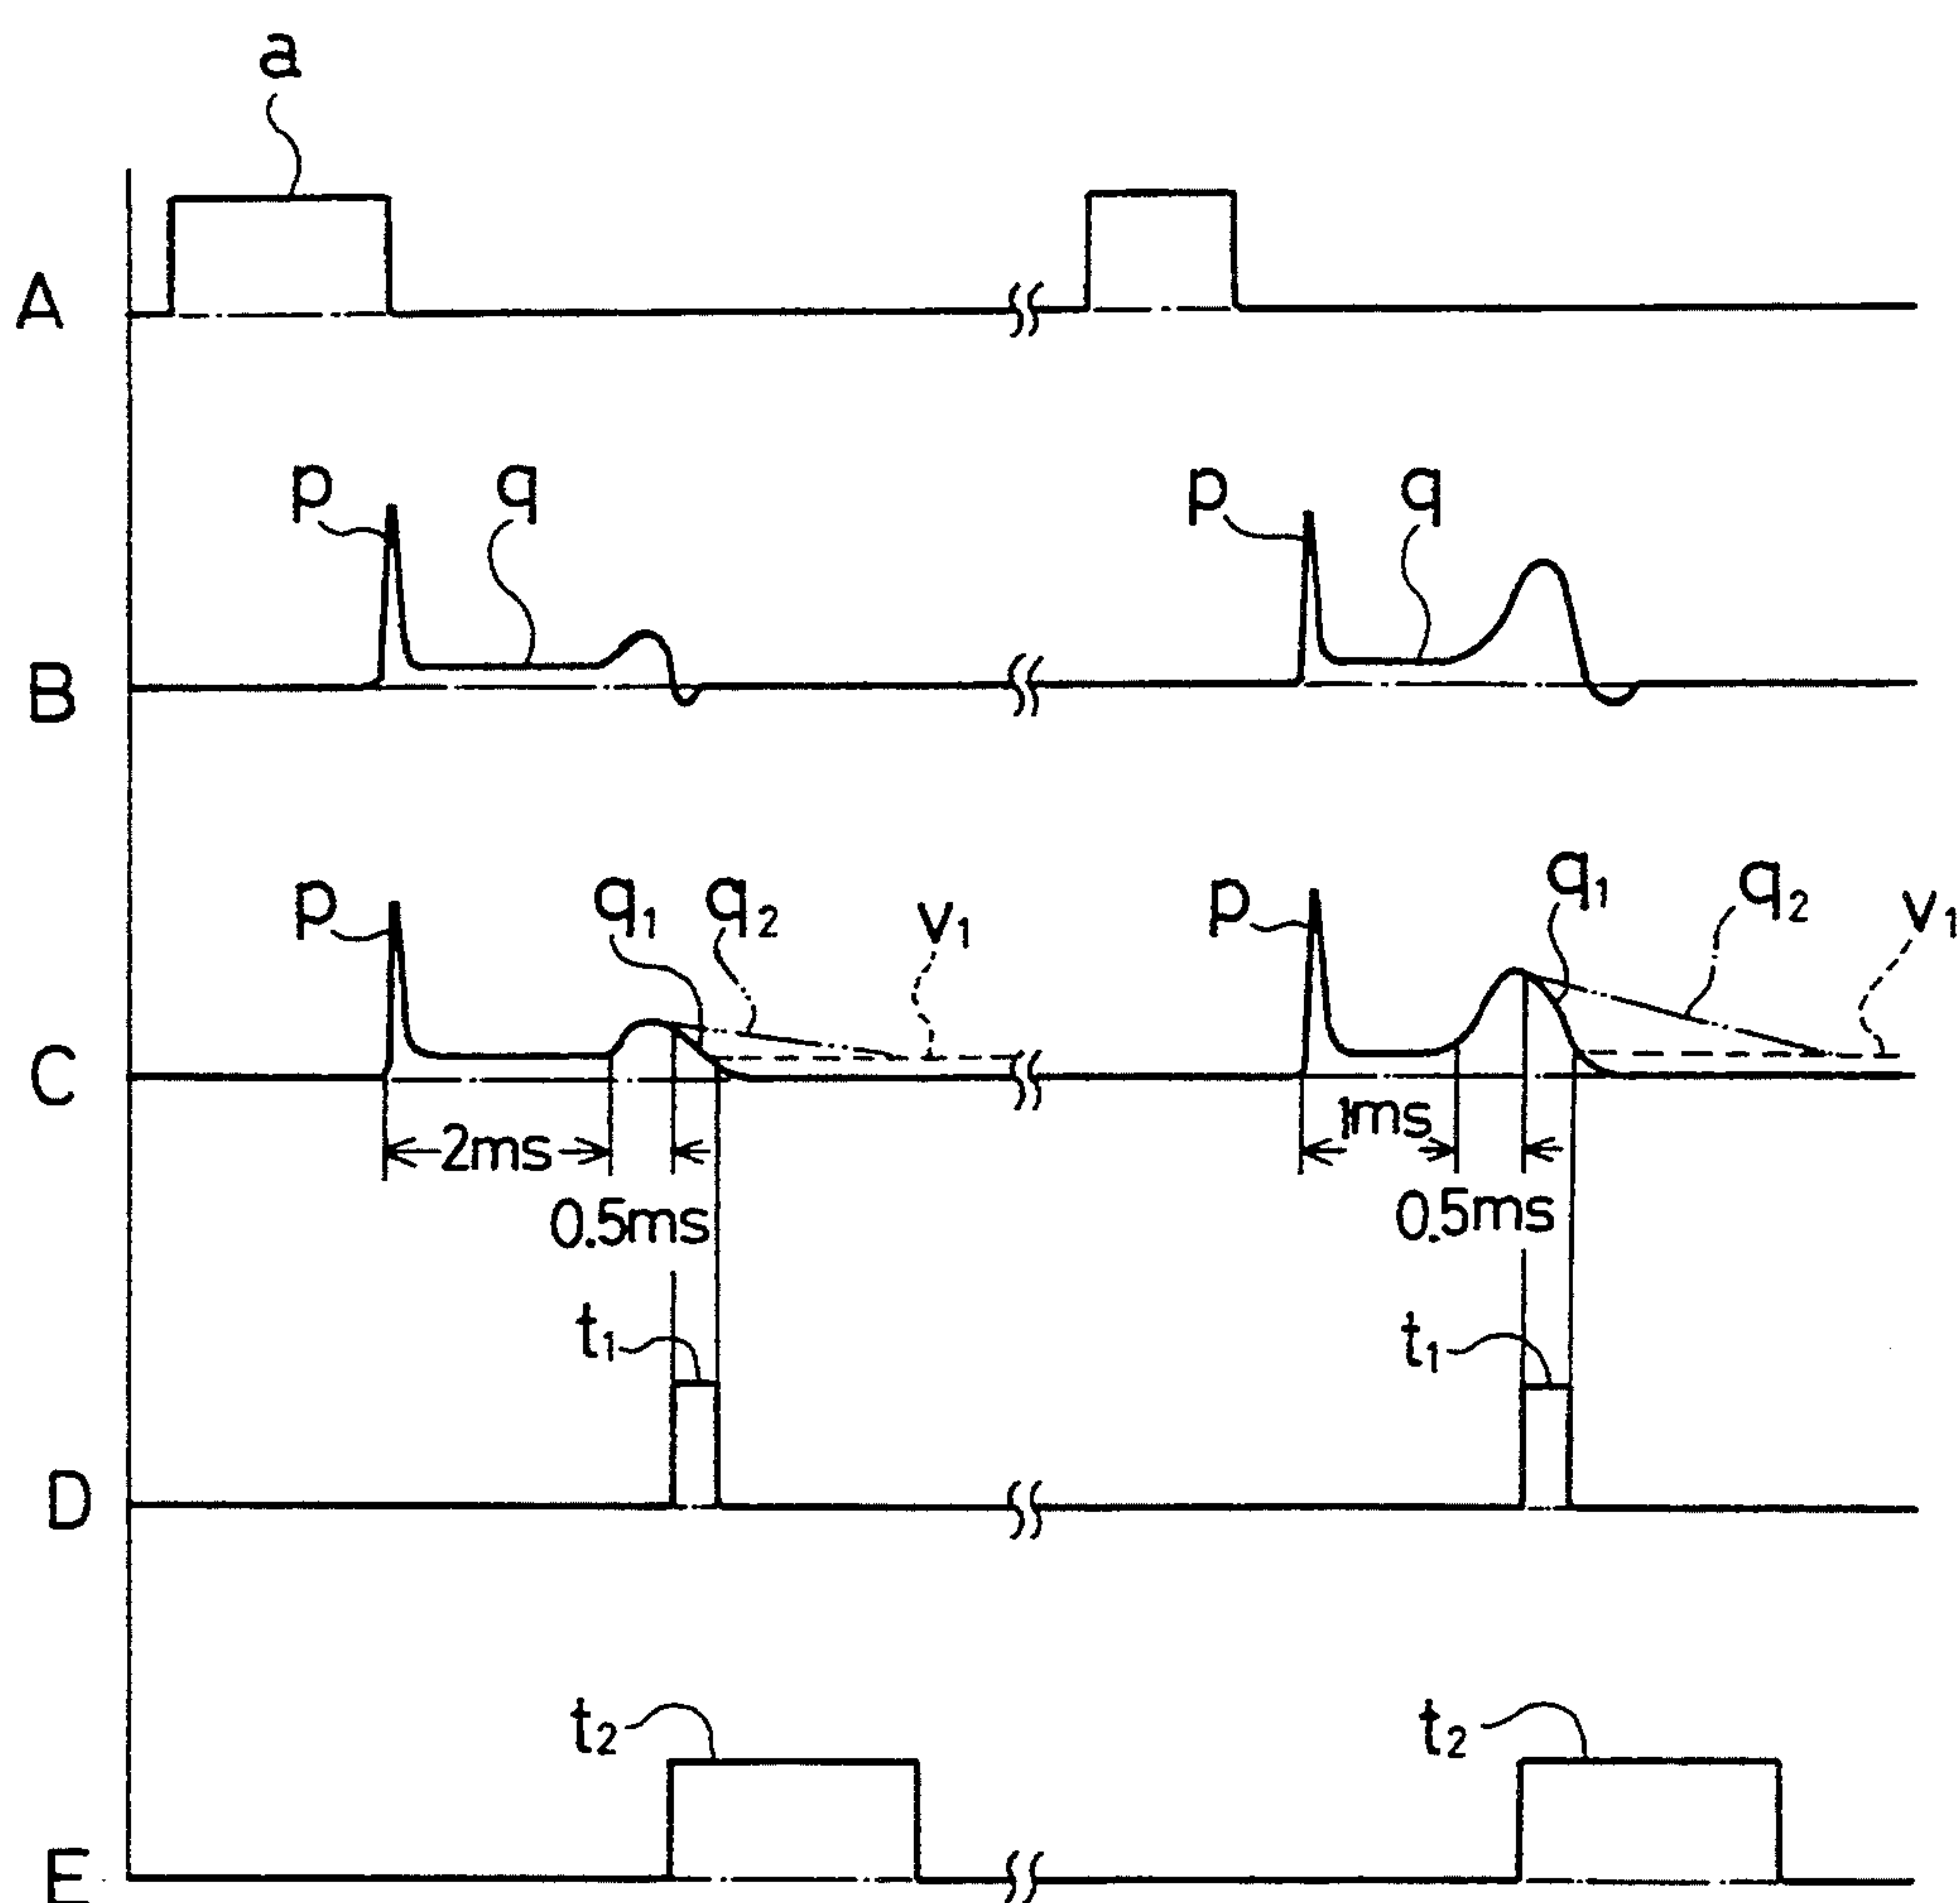 a
A
p q p q
B
p q₁ q₂ v₁ p q₁ q₂ v₁
C
2ms 1ms
0.5ms 0.5ms
t₁ t₁
D
t₂ t₂
E